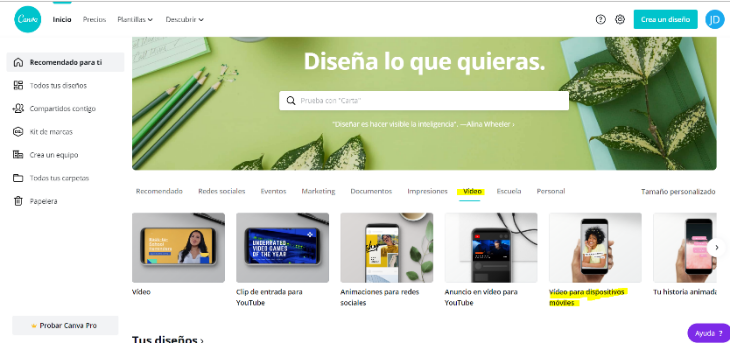 Canva Inicio Precios Plantillas Descubrir Crea un diseño JD
Recomendado para ti
Todos tus diseños
Compartidos contigo
Kit de marcas
Crea un equipo
Todas tus carpetas
Papelera
Probar Canva Pro
Diseña lo que quieras.
Prueba con "Carta"
"Diseñar es hacer visible la inteligencia". —Alina Wheeler ›
Recomendado Redes sociales Eventos Marketing Documentos Impresiones Vídeo Escuela Personal Tamaño personalizado
UNDERRATED
VIDEO GAMES
OF THE YEAR
Vídeo
Clip de entrada para
YouTube
Animaciones para redes
sociales
Anuncio en vídeo para
YouTube
Vídeo para dispositivos
móviles
Tu historia animada
Tus diseños ›
Ayuda ?